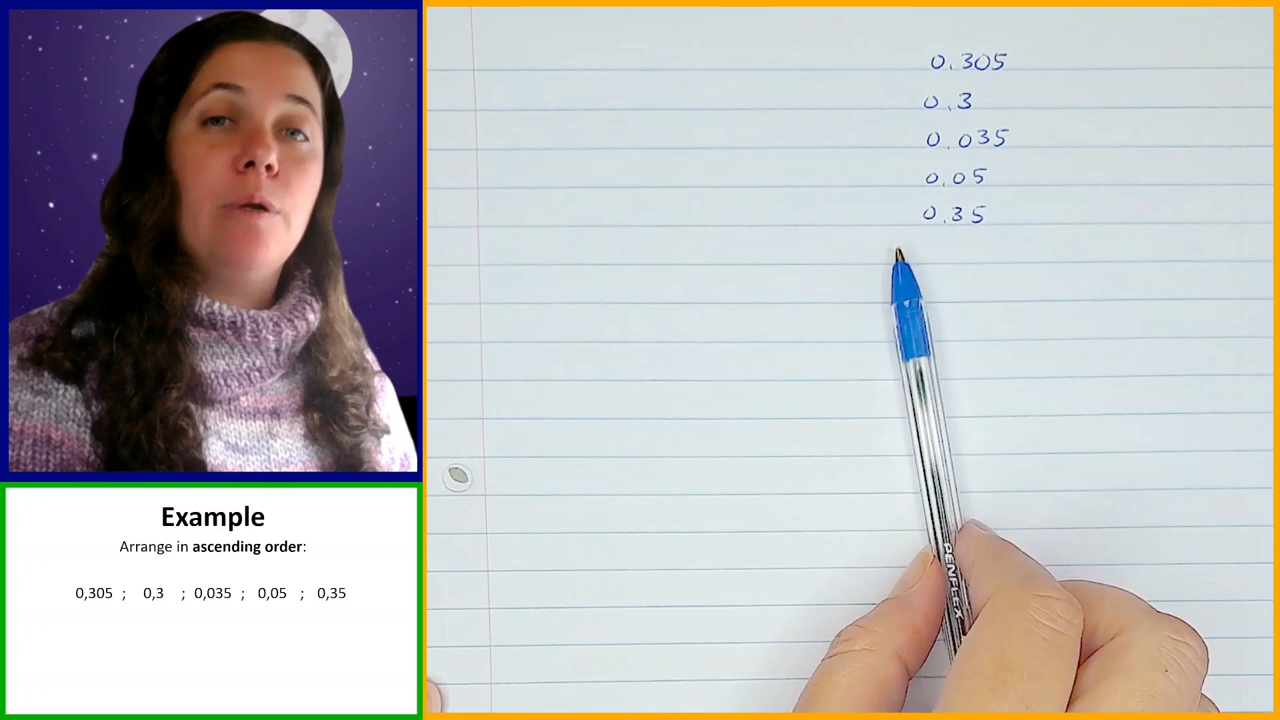 0.305
0.3
0.035
0.05
0.35
PENFLEX
Example
Arrange in ascending order:
0,305 ; 0,3 ; 0,035 ; 0,05 ; 0,35